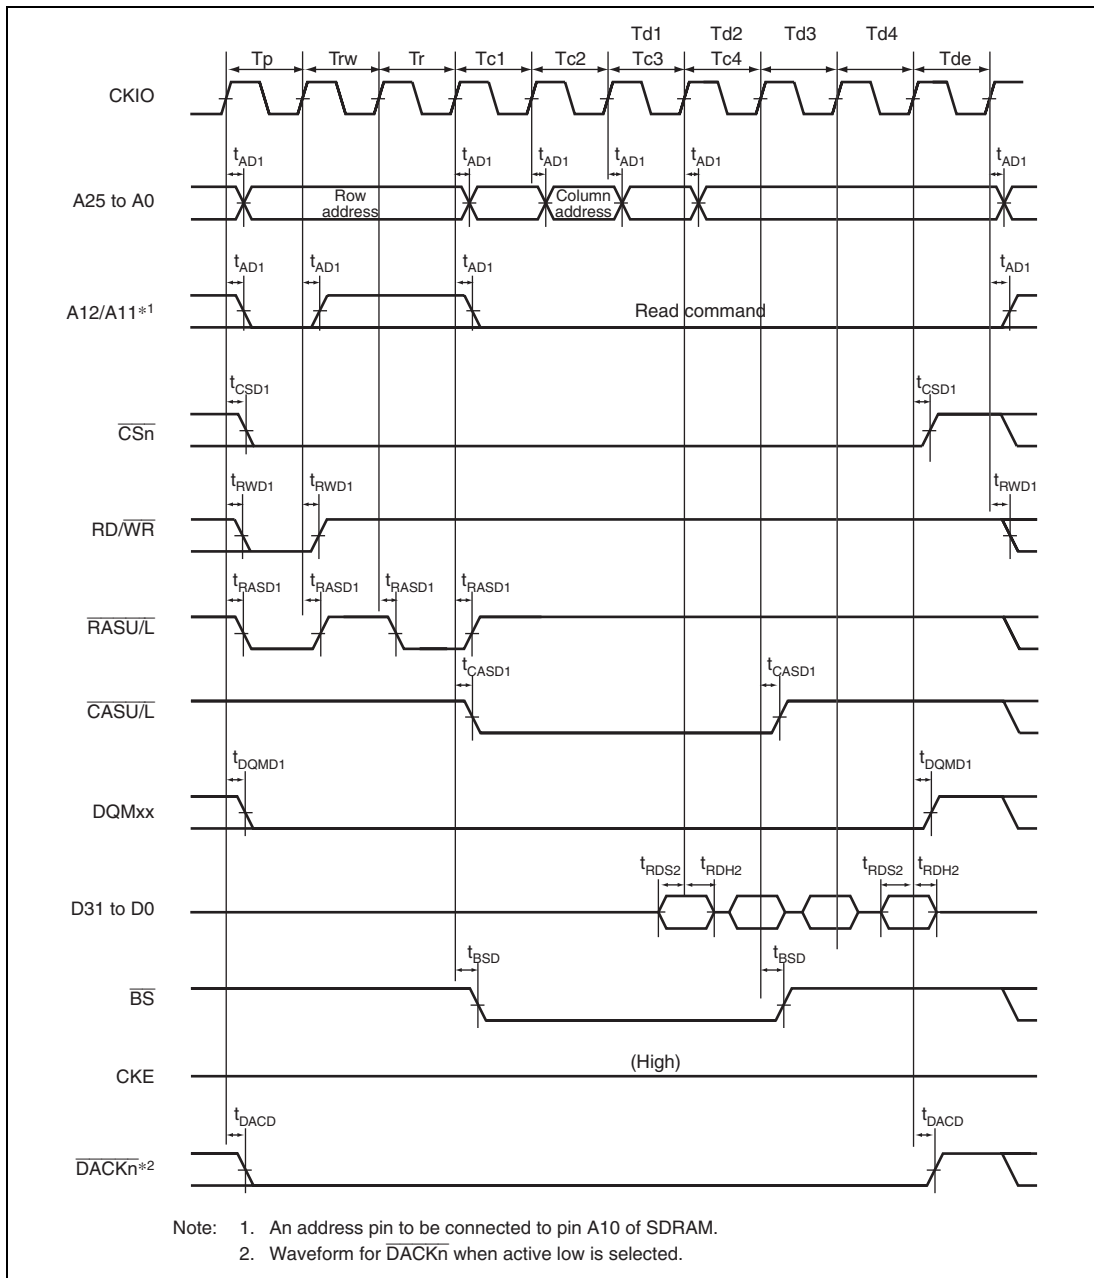 Td1 Td2 Td3 Td4
Tp Trw Tr Tc1 Tc2 Tc3 Tc4 Tde
CKIO
tAD1 tAD1 tAD1 tAD1 tAD1 tAD1
A25 to A0
Row address
Column address
tAD1 tAD1 tAD1 tAD1
A12/A11*1
Read command
tCSD1 tCSD1
CSn
tRWD1 tRWD1 tRWD1
RD/WR
tRASD1 tRASD1 tRASD1 tRASD1
RASU/L
tCASD1 tCASD1
CASU/L
tDQMD1 tDQMD1
DQMxx
tRDS2 tRDH2 tRDS2 tRDH2
D31 to D0
tBSD tBSD
BS
(High)
CKE
tDACD tDACD
DACKn*2
Note: 1. An address pin to be connected to pin A10 of SDRAM.
2. Waveform for DACKn when active low is selected.